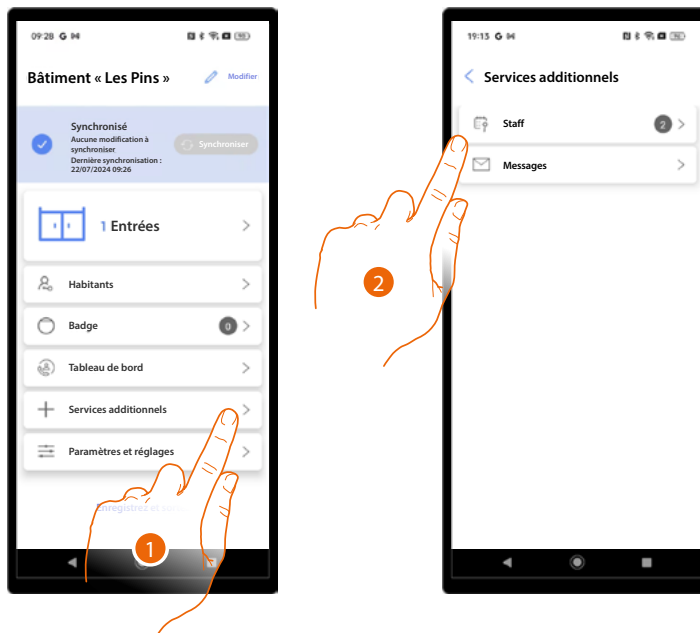 09:28
Bâtiment « Les Pins »
Modifier
Synchronisé
Aucune modification à
synchroniser
Dernière synchronisation :
22/07/2024 09:26
Synchroniser
1 Entrées
Habitants
Badge
0
Tableau de bord
Services additionnels
Paramètres et réglages
Enregistrez et
1
19:15
Services additionnels
Staff
2
Messages
2